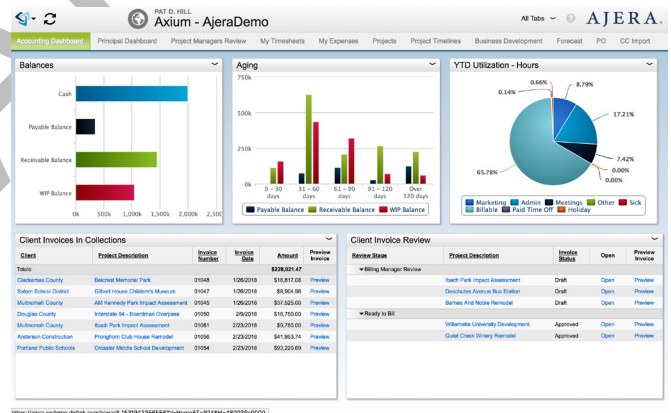 PAT D. HILL
Axium - AjeraDemo
All Tabs
AJERA.
Accounting Dashboard Principal Dashboard Project Managers Review My Timesheets My Expenses Projects Project Timelines Business Development Forecast PO CC Import
Balances
Cash
Payable Balance
Receivable Balance
WIP Balance
0k 500k 1,000k 1,500k 2,000k 2,500
Aging
750k
500k
250k
0k
0 - 30 days 31 - 60 days 61 - 90 days 91 - 120 days Over 120 days
Payable Balance Receivable Balance WIP Balance
YTD Utilization - Hours
0.66% 8.79%
0.14%
17.21%
7.42%
0.00%
0.00%
65.78%
Marketing Admin Meetings Other Sick
Billable Paid Time Off Holiday
Client Invoices In Collections
Client Project Description Invoice Number Invoice Date Amount Preview Invoice
Totals: $228,921.47
Clackamas County Belcrest Memorial Park 01048 1/26/2018 $18,817.08 Preview
Salem School District Gilbert House Children's Museum 01047 1/26/2018 Preview
Multnomah County AM Kennedy Park Impact Assessment 01045 1/26/2018 $37,525.00 Preview
Douglas County Interstate 84 - Boardman Overpass 01050 2/9/2018 $18,750.00 Preview
Multnomah County Ibach Park Impact Assessment 01051 2/23/2018 $9,750.00 Preview
Anderson Construction Pronghorn Club House Remodel 01056 2/23/2018 $41,953.74 Preview
Portland Public Schools Crossler Middle School Development 01054 2/23/2018 $93,220.69 Preview
Client Invoice Review
Review Stage Project Description Invoice Status Open Preview Invoice
Billing Manager Review
Ibach Park Impact Assessment Draft Open Preview
Deschutes Avenue Bus Station Draft Open Preview
Barnes And Noble Remodel Draft Open Preview
Ready to Bill
Willamette University Development Approved Open Preview
Quiet Creek Winery Remodel Approved Open Preview